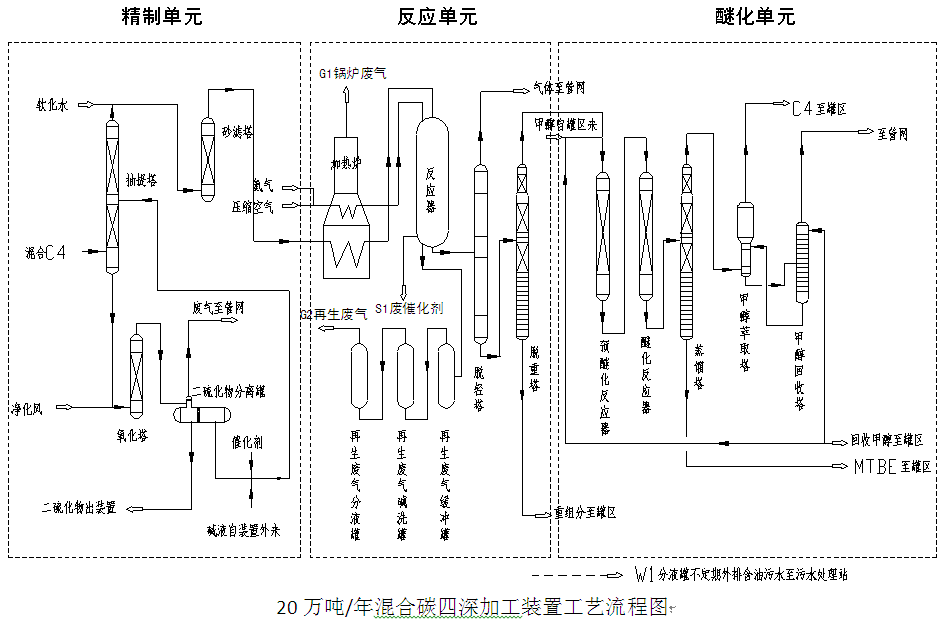 精制单元
反应单元
醚化单元
G1锅炉废气
气体至管网
软化水
砂滤塔
甲醇自罐区来
C4至罐区
至管网
加热炉
抽提塔
反应器
氮气
压缩空气
混合C4
S1废催化剂
G2再生废气
废气至管网
脱轻塔
脱重塔
预醚化反应器
醚化反应器
蒸馏塔
甲醇萃取塔
甲醇回收塔
二硫化物分离罐
净化风
氧化塔
催化剂
再生废气分液罐
再生废气碱洗罐
再生废气缓冲罐
回收甲醇至罐区
MTBE至罐区
二硫化物出装置
碱液自装置外来
重组分至罐区
W1分液罐不定期外排含油污水至污水处理站
20万吨/年混合碳四深加工装置工艺流程图